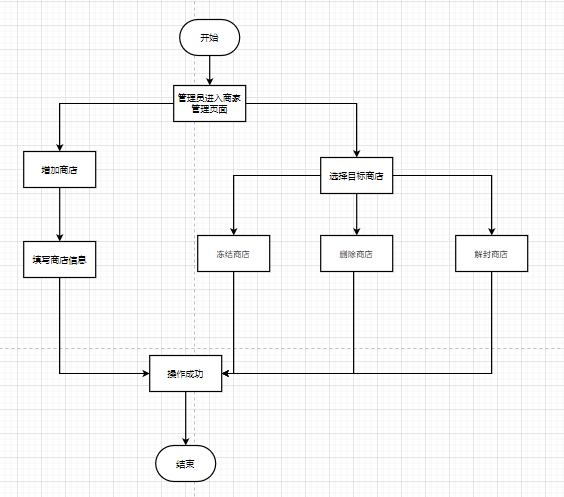 开始
管理员进入商家
管理页面
增加商店
选择目标商店
填写商店信息
冻结商店
删除商店
解封商店
操作成功
结束